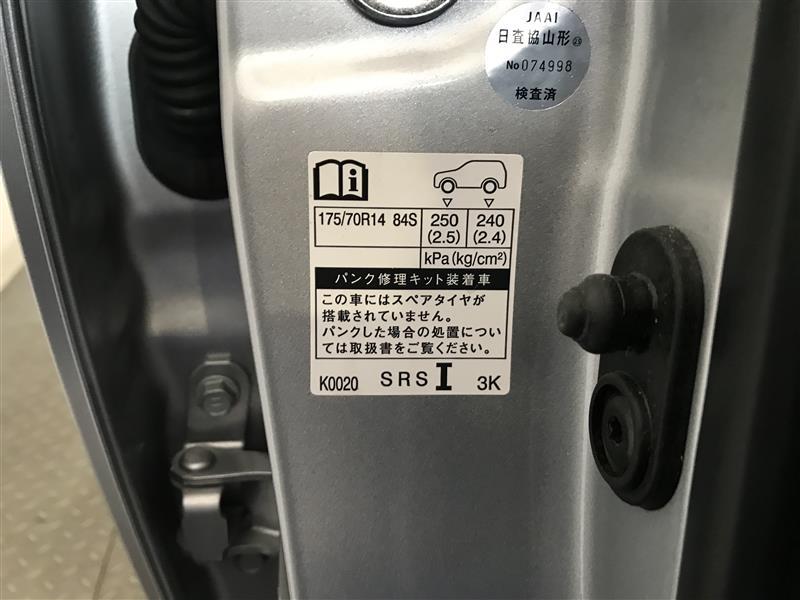 JAAI
日査協山形㉓
No074998
検査済
175/70R14 84S 250 (2.5) 240 (2.4)
kPa(kg/cm²)
パンク修理キット装着車
この車にはスペアタイヤが
搭載されていません。
パンクした場合の処置につい
ては取扱書をご覧ください。
K0020 SRS I 3K